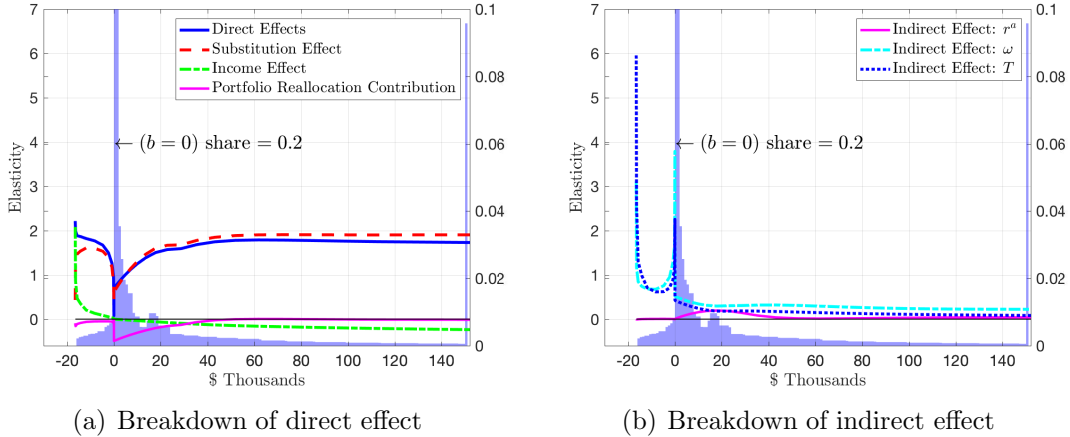 Direct Effects
Substitution Effect
Income Effect
Portfolio Reallocation Contribution
← (b = 0) share = 0.2
Elasticity
7
6
5
4
3
2
1
0
0.1
0.08
0.06
0.04
0.02
0
-20 0 20 40 60 80 100 120 140
$ Thousands
(a) Breakdown of direct effect
Indirect Effect: r^a
Indirect Effect: ω
Indirect Effect: T
← (b = 0) share = 0.2
Elasticity
7
6
5
4
3
2
1
0
0.1
0.08
0.06
0.04
0.02
0
-20 0 20 40 60 80 100 120 140
$ Thousands
(b) Breakdown of indirect effect